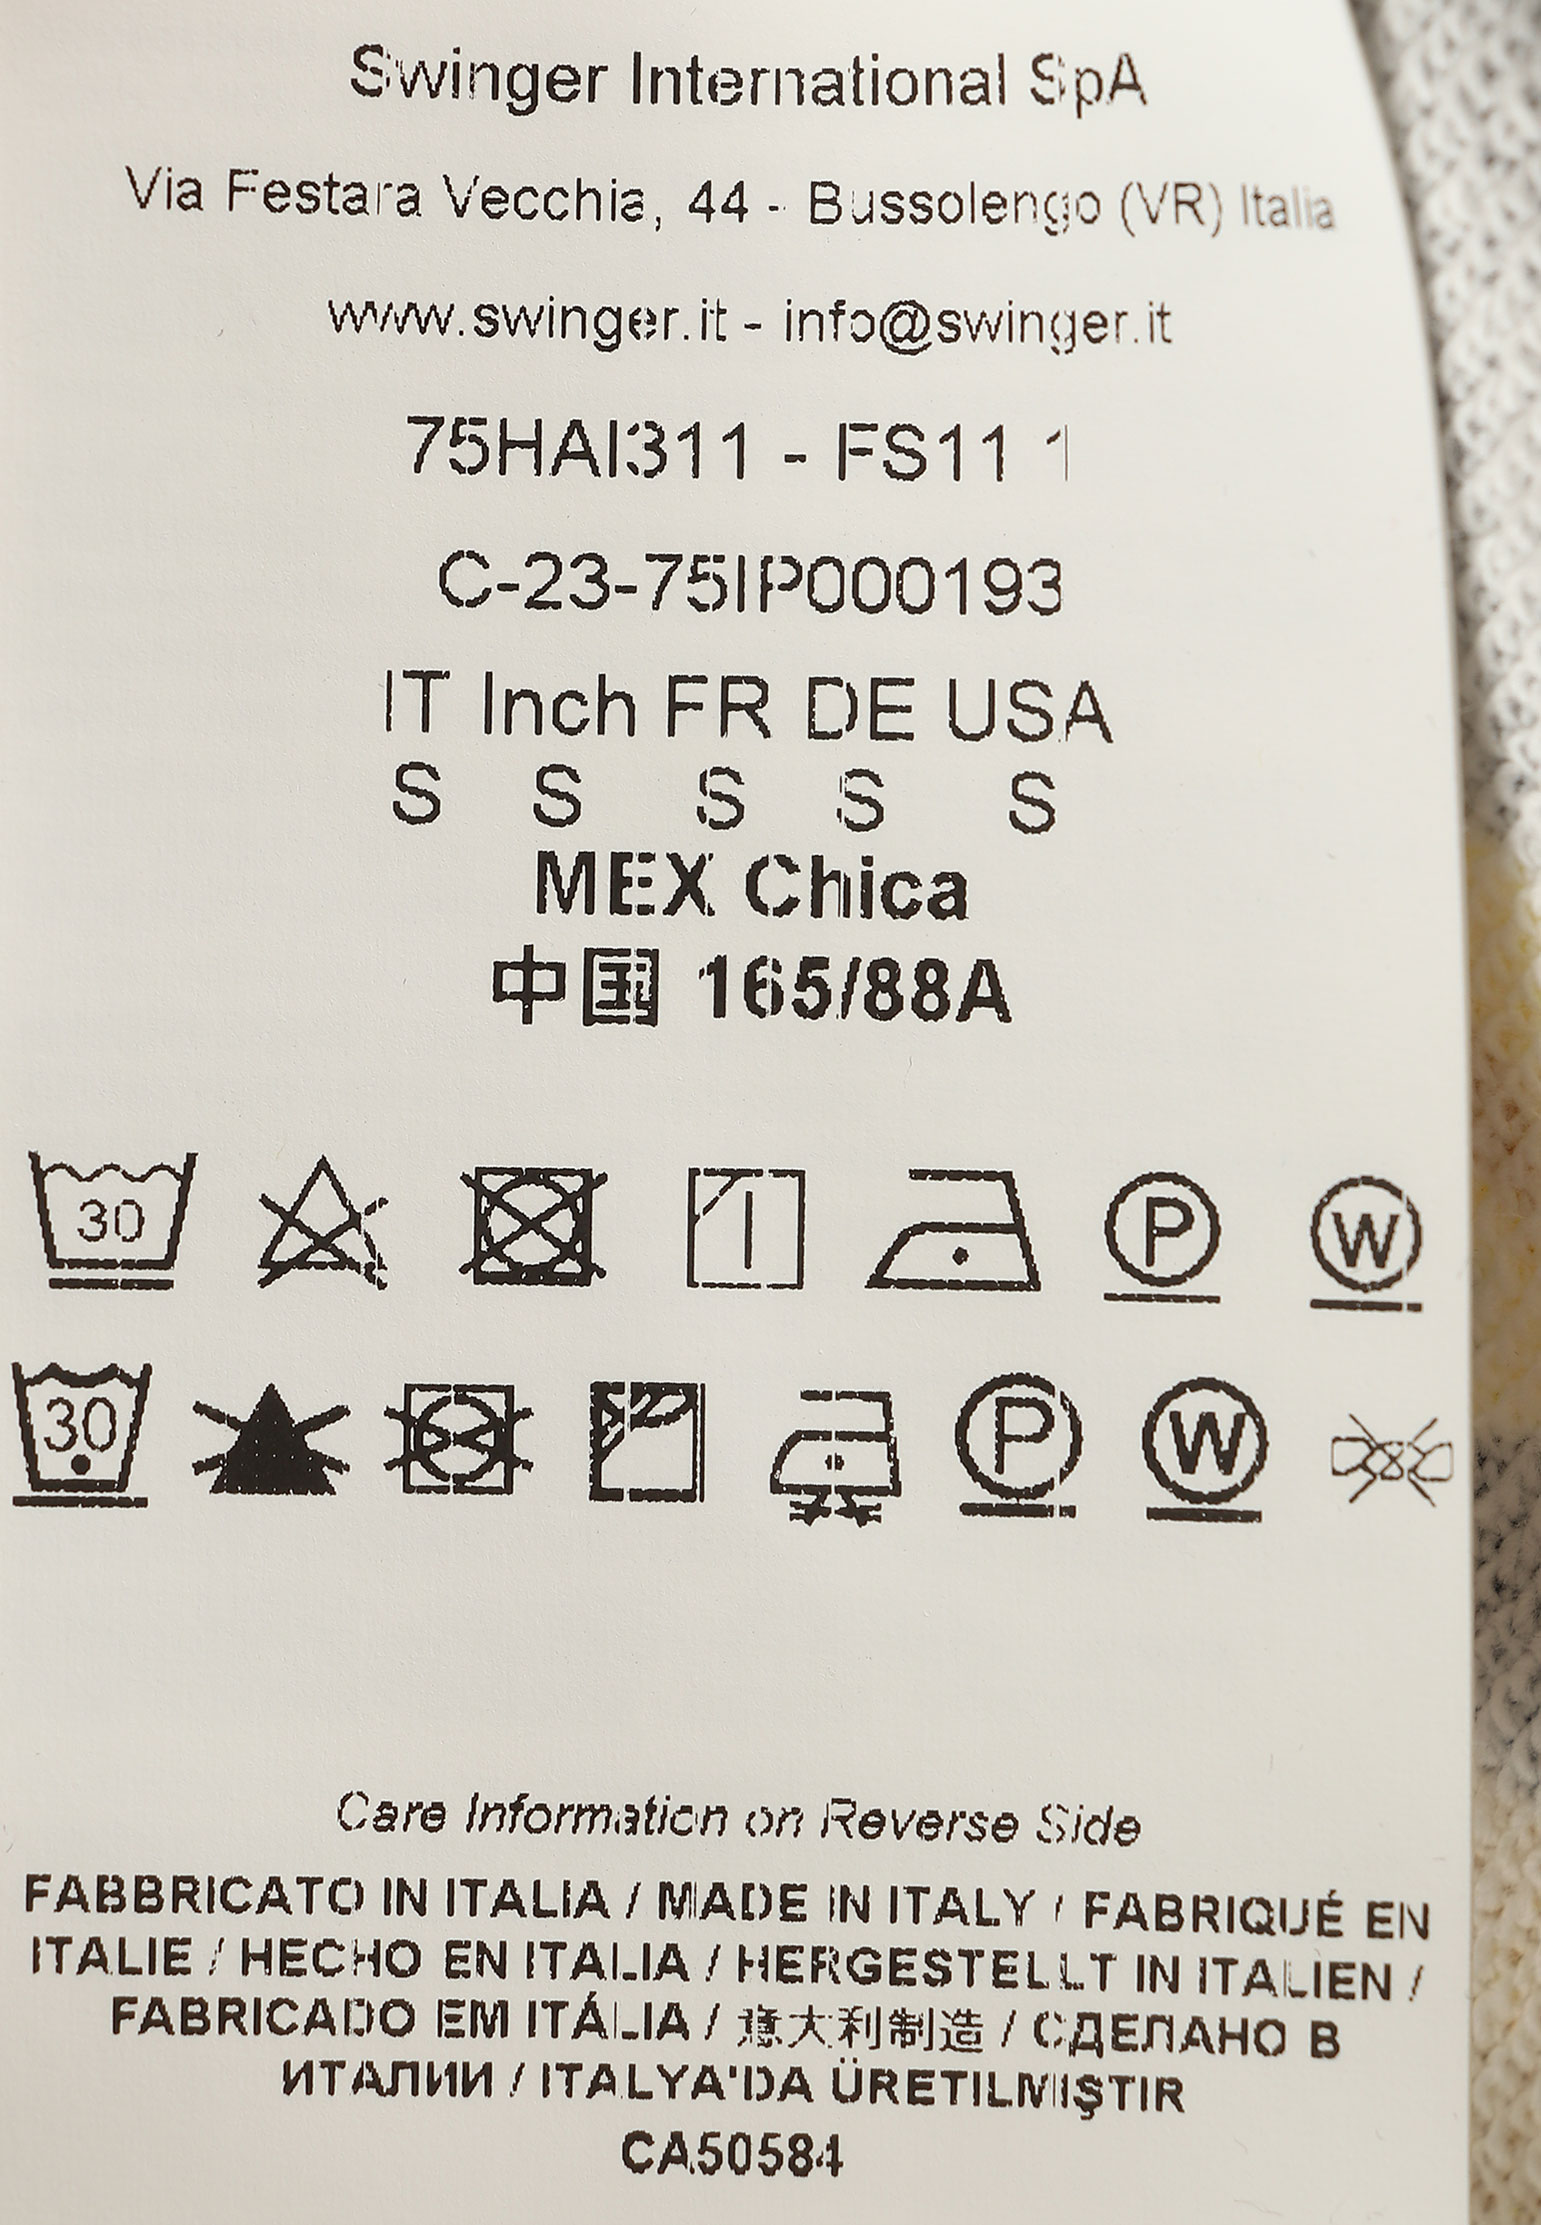 Swinger International SpA
Via Festara Vecchia, 44 - Bussolengo (VR) Italia
www.swinger.it - info@swinger.it
75HAI311 - FS11 1
C-23-75IP000193
IT Inch FR DE USA
S S S S S
MEX Chica
中国 165/88A
30 P W
30 P W
Care Information on Reverse Side
FABBRICATO IN ITALIA / MADE IN ITALY / FABRIQUÉ EN
ITALIE / HECHO EN ITALIA / HERGESTELLT IN ITALIEN /
FABRICADO EM ITÁLIA / 意大利制造 / СДЕЛАНО В
ИТАЛИИ / ITALYA'DA ÜRETILMIŞTIR
CA50584